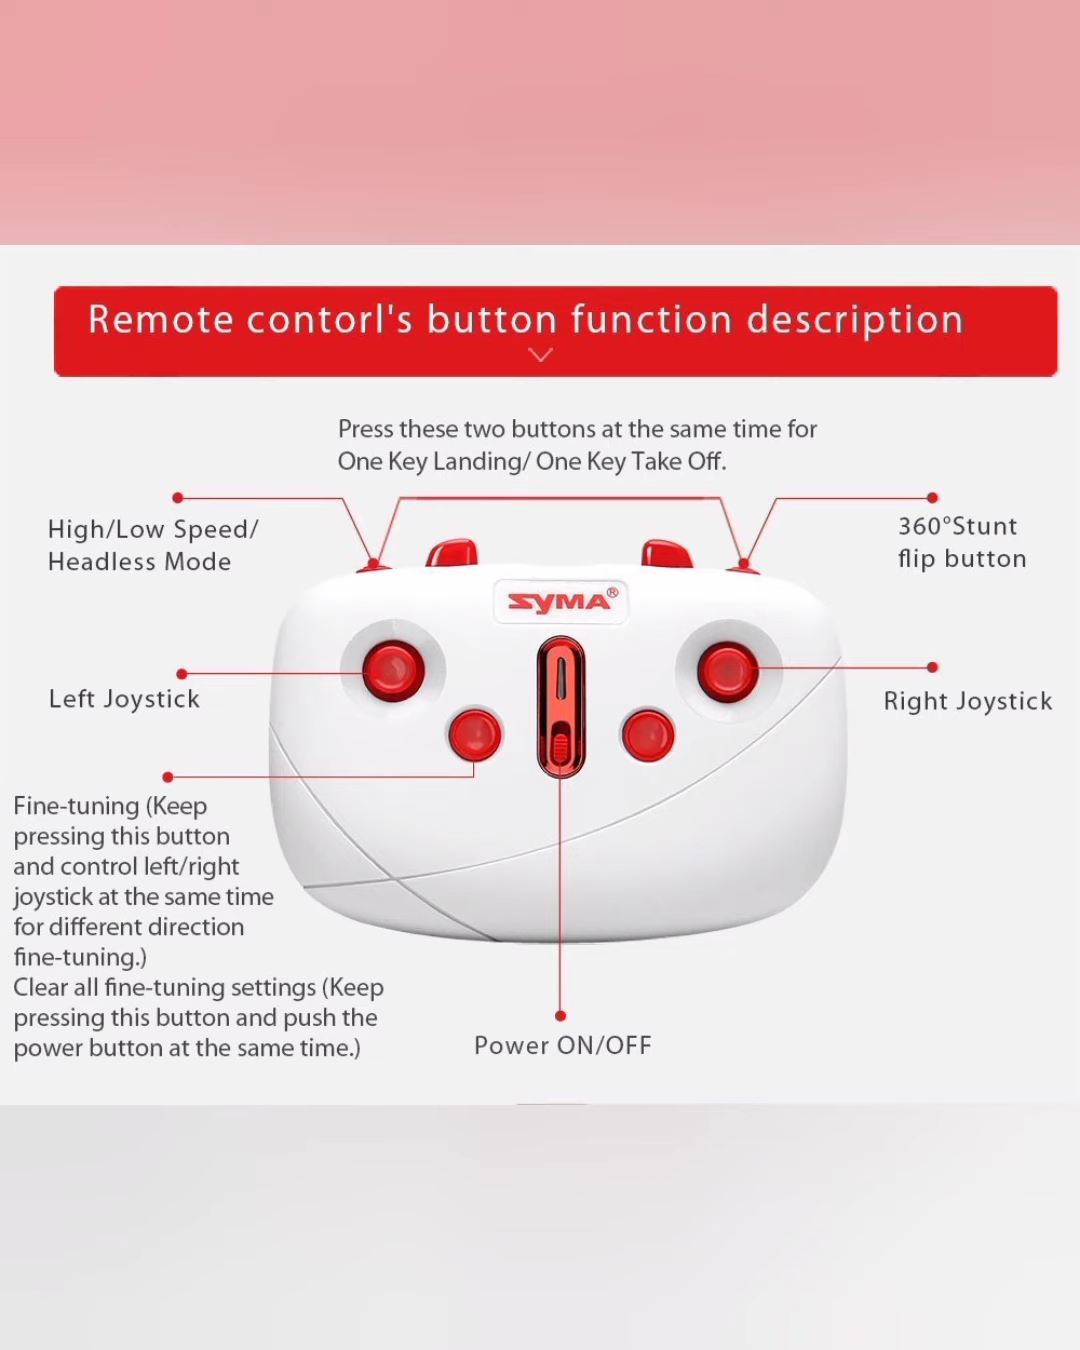 Remote contorl's button function description
Press these two buttons at the same time for
One Key Landing/ One Key Take Off.
High/Low Speed/
Headless Mode
360°Stunt
flip button
SYMA®
Left Joystick
Right Joystick
Fine-tuning (Keep
pressing this button
and control left/right
joystick at the same time
for different direction
fine-tuning.)
Clear all fine-tuning settings (Keep
pressing this button and push the
power button at the same time.)
Power ON/OFF